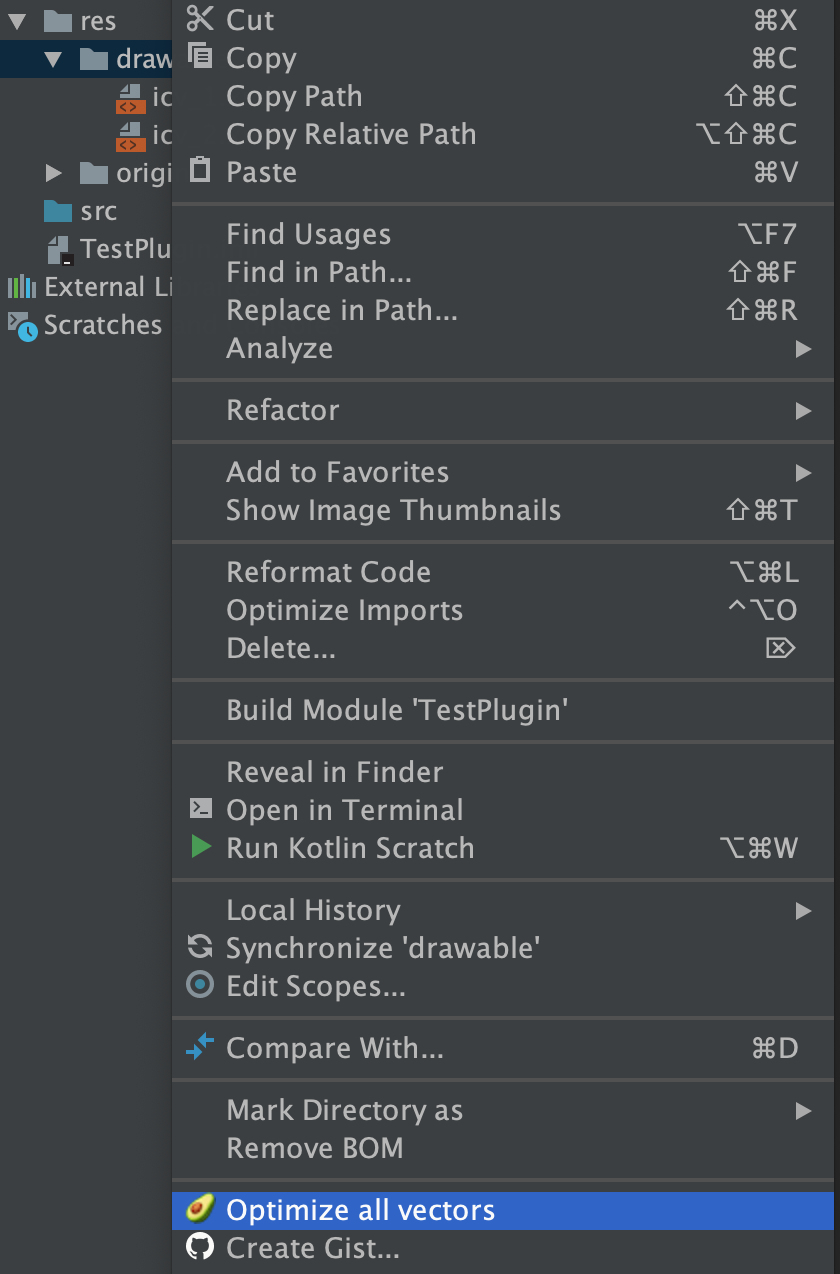 res
draw
ic
ic
origi
src
TestPlu
External Li
Scratches
Cut ⌘X
Copy ⌘C
Copy Path ⇧⌘C
Copy Relative Path ⌥⇧⌘C
Paste ⌘V
Find Usages ⌥F7
Find in Path... ⇧⌘F
Replace in Path... ⇧⌘R
Analyze
Refactor
Add to Favorites
Show Image Thumbnails ⇧⌘T
Reformat Code ⌥⌘L
Optimize Imports ^⌥O
Delete... ⌦
Build Module 'TestPlugin'
Reveal in Finder
Open in Terminal
Run Kotlin Scratch ⌥⌘W
Local History
Synchronize 'drawable'
Edit Scopes...
Compare With... ⌘D
Mark Directory as
Remove BOM
Optimize all vectors
Create Gist...